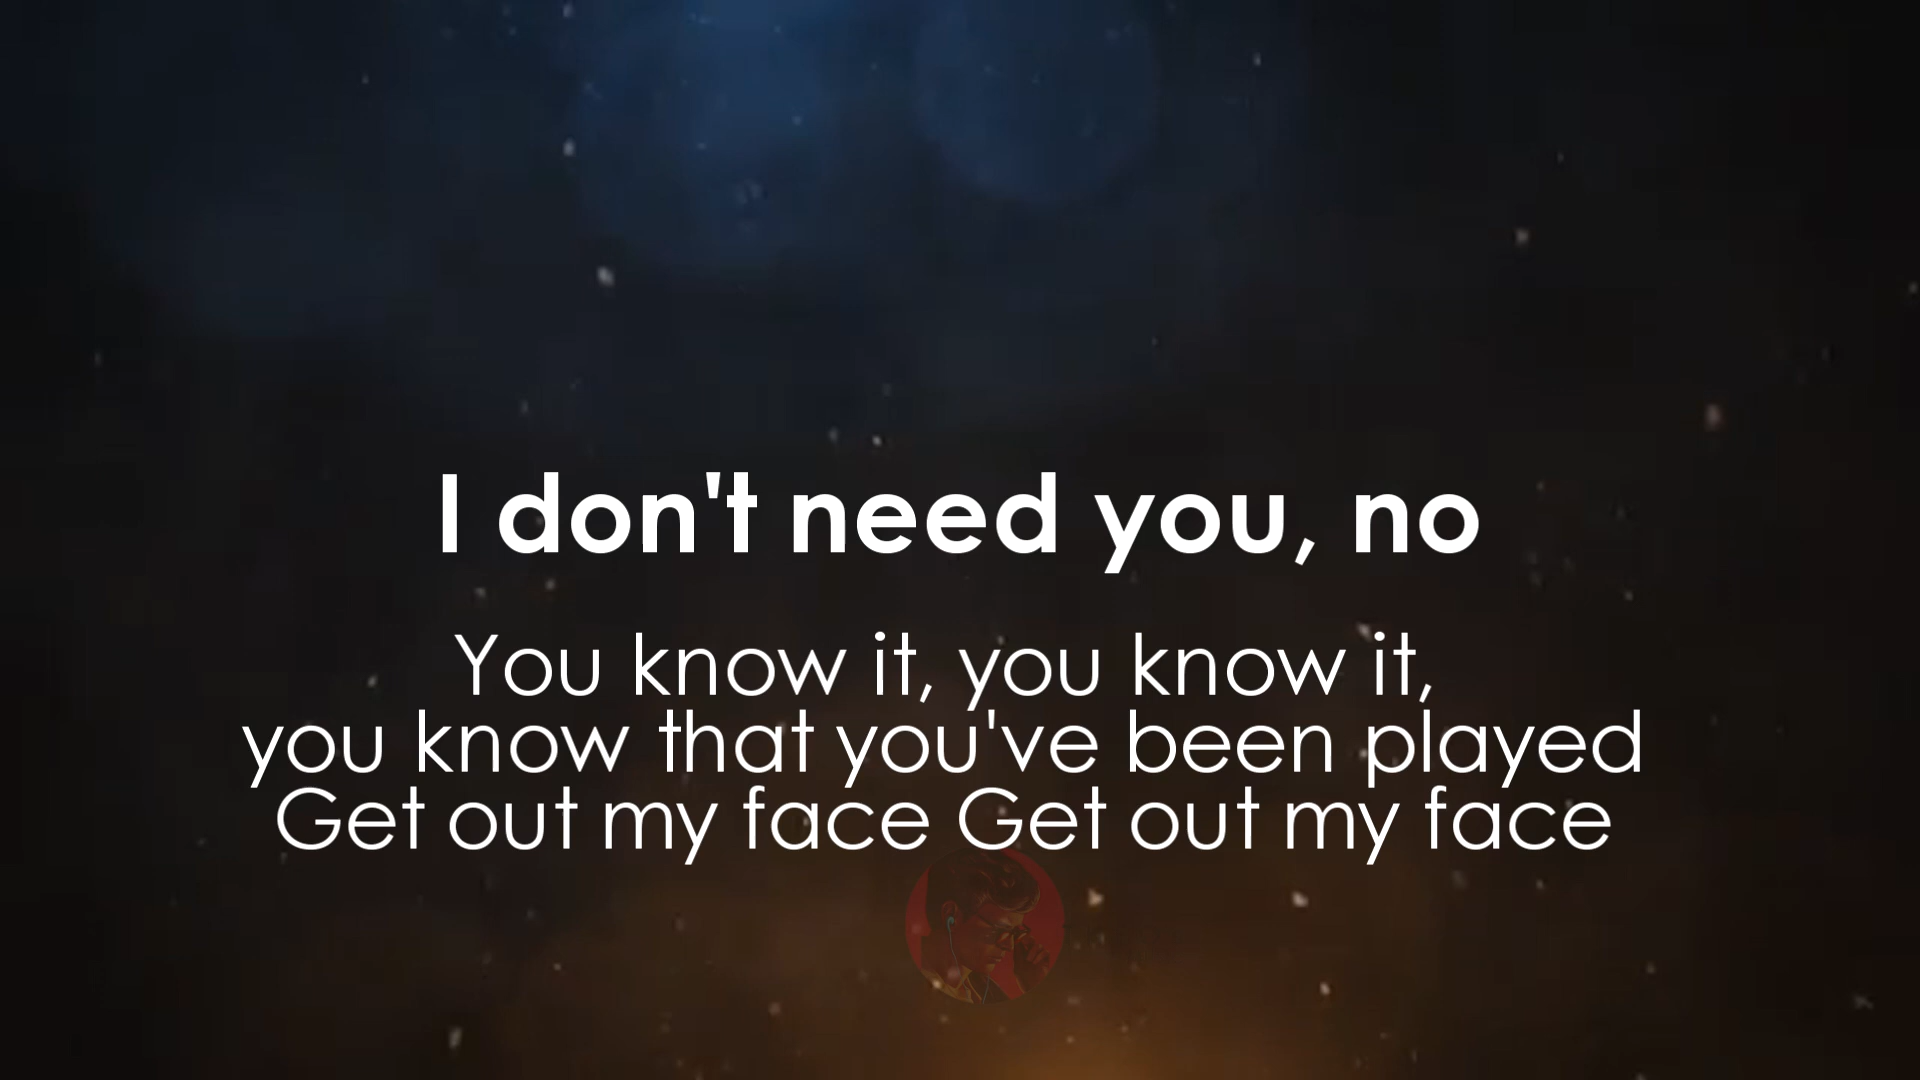 I don't need you, no
You know it, you know it,
you know that you've been played
Get out my face Get out my face